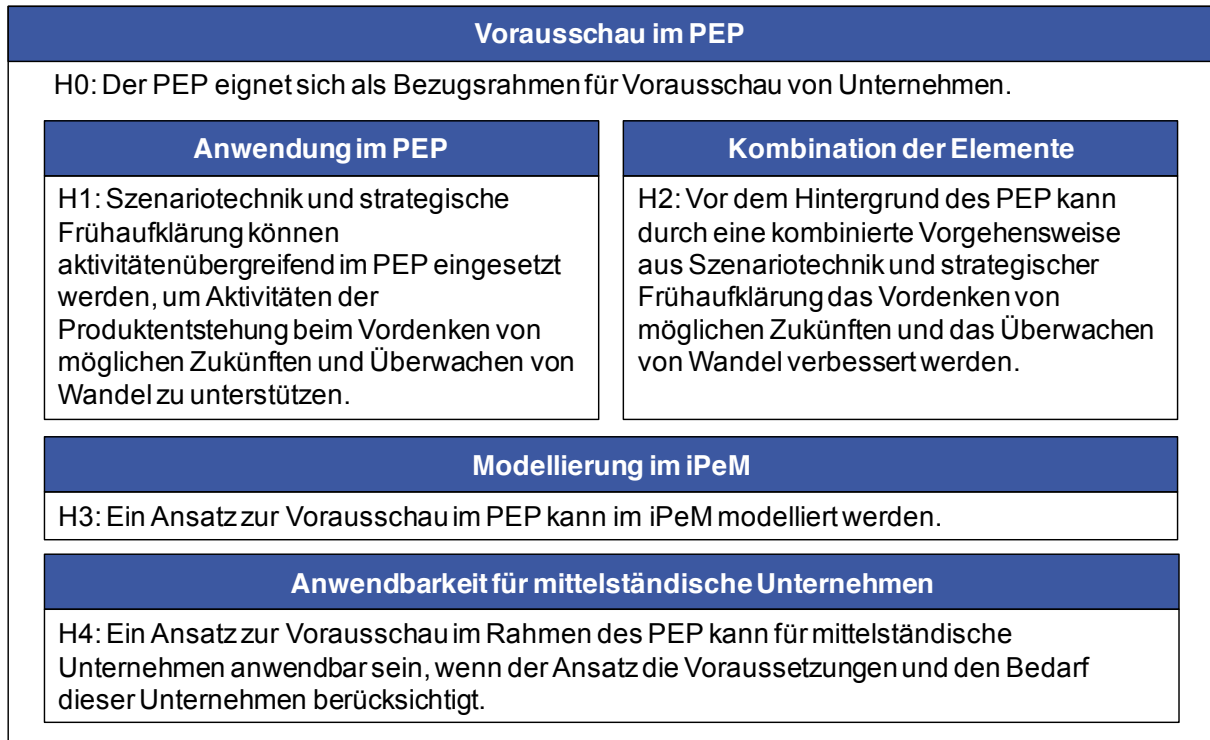 Vorausschau im PEP
H0: Der PEP eignet sich als Bezugsrahmen für Vorausschau von Unternehmen.
Anwendung im PEP
H1: Szenariotechnik und strategische
Frühaufklärung können
aktivitätenübergreifend im PEP eingesetzt
werden, um Aktivitäten der
Produktentstehung beim Vordenken von
möglichen Zukünften und Überwachen von
Wandel zu unterstützen.
Kombination der Elemente
H2: Vor dem Hintergrund des PEP kann
durch eine kombinierte Vorgehensweise
aus Szenariotechnik und strategischer
Frühaufklärung das Vordenken von
möglichen Zukünften und das Überwachen
von Wandel verbessert werden.
Modellierung im iPeM
H3: Ein Ansatz zur Vorausschau im PEP kann im iPeM modelliert werden.
Anwendbarkeit für mittelständische Unternehmen
H4: Ein Ansatz zur Vorausschau im Rahmen des PEP kann für mittelständische
Unternehmen anwendbar sein, wenn der Ansatz die Voraussetzungen und den Bedarf
dieser Unternehmen berücksichtigt.